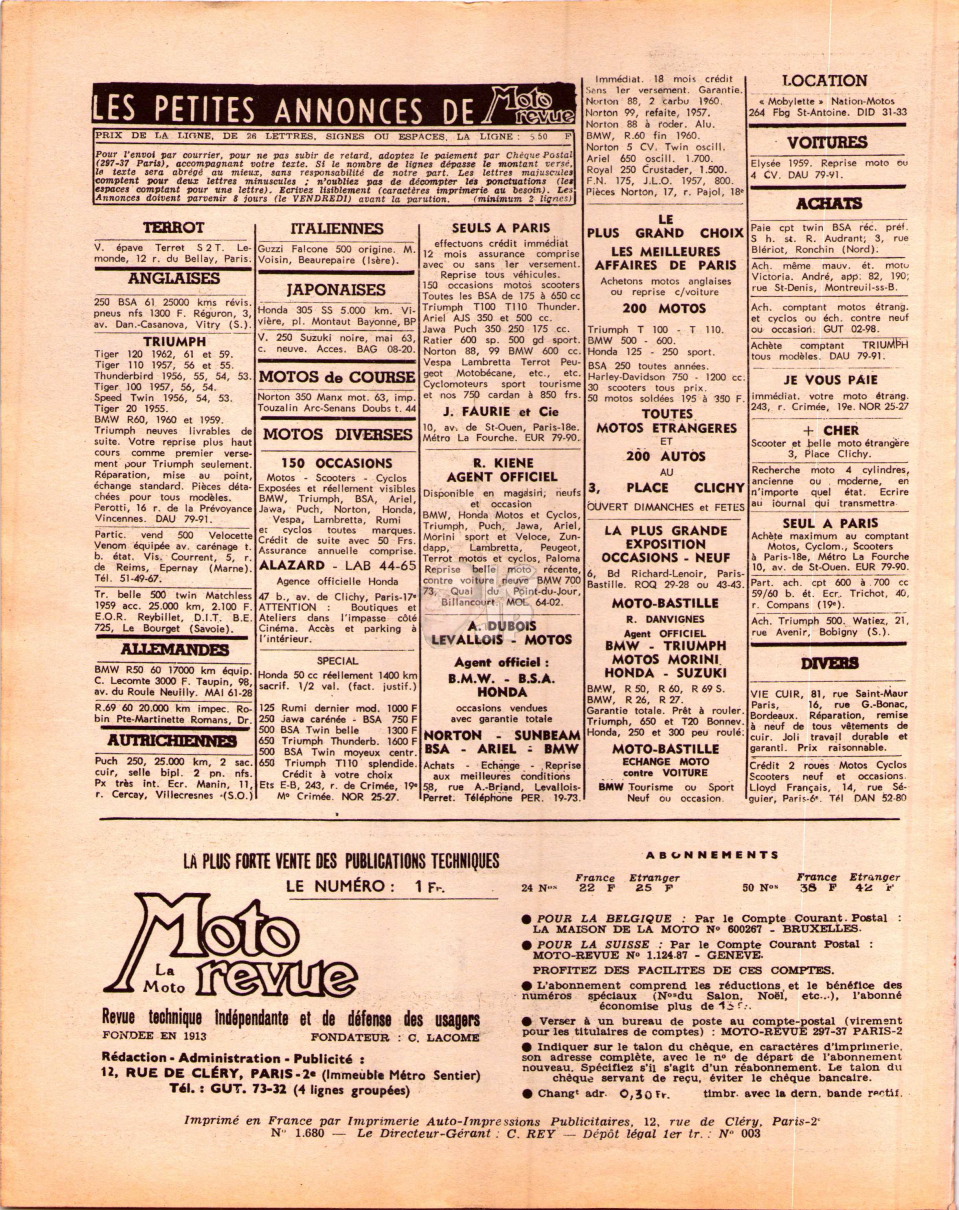 LES PETITES ANNONCES DE Moto revue
PRIX DE LA LIGNE, DE 26 LETTRES, SIGNES OU ESPACES, LA LIGNE : 5.50 F
Pour l'envoi par courrier, pour ne pas subir de retard, adoptez le paiement par Chèque Postal
(297-37 Paris), accompagnant votre texte. Si le nombre de lignes dépasse le montant versé,
le texte sera abrégé au mieux, sans responsabilité de notre part. Les lettres majuscules
comptent pour deux lettres minuscules ; n'oubliez pas de décompter les ponctuations (les
espaces comptant pour une lettre). Ecrivez lisiblement (caractères imprimerie au besoin). Les
Annonces doivent parvenir 8 jours (le VENDREDI) avant la parution. (minimum 2 lignes)
TERROT
V. épave Terrot S2T. Le-
monde, 12 r. du Bellay, Paris.
ANGLAISES
250 BSA 61 25000 kms révis.
pneus nfs 1300 F. Réguron, 3,
av. Dan.-Casanova, Vitry (S.).
TRIUMPH
Tiger 120 1962, 61 et 59.
Tiger 110 1957, 56 et 55.
Thunderbird 1956, 55, 54, 53.
Tiger 100 1957, 56, 54.
Speed Twin 1956, 54, 53.
Tiger 20 1955.
BMW R60, 1960 et 1959.
Triumph neuves livrables de
suite. Votre reprise plus haut
cours comme premier verse-
ment pour Triumph seulement.
Réparation, mise au point,
échange standard. Pièces déta-
chées pour tous modèles.
Perotti, 16 r. de la Prévoyance
Vincennes. DAU 79-91.
Partic. vend 500 Velocette
Venom équipée av. carénage t.
b. état. Vis. Courrent, 5, r.
de Reims, Epernay (Marne).
Tél. 51-49-67.
Tr. belle 500 twin Matchless
1959 acc. 25.000 km, 2.100 F.
E.O.R. Reybillet, D.I.T. B.E.
725, Le Bourget (Savoie).
ALLEMANDES
BMW R50 60 17000 km équip.
C. Lecomte 3000 F. Taupin, 98,
av. du Roule Neuilly. MAI 61-28
R.69 60 20.000 km impec. Ro-
bin Pte-Martinette Romans, Dr.
AUTRICHIENNES
Puch 250, 25.000 km, 2 sac.
cuir, selle bipl. 2 pn. nfs.
Px très int. Ecr. Manin, 11,
r. Cercay, Villecresnes (S.O.)
ITALIENNES
Guzzi Falcone 500 origine. M.
Voisin, Beaurepaire (Isère).
JAPONAISES
Honda 305 SS 5.000 km. Vi-
vière, pl. Montaut Bayonne, BP
V. 250 Suzuki noire, mai 63,
c. neuve. Acces. BAG 08-20.
MOTOS de COURSE
Norton 350 Manx mot. 63, imp.
Touzalin Arc-Senans Doubs t. 44
MOTOS DIVERSES
150 OCCASIONS
Motos - Scooters - Cyclos
Exposées et réellement visibles
BMW, Triumph, BSA, Ariel,
Jawa, Puch, Norton, Honda,
Vespa, Lambretta, Rumi
et cyclos toutes marques.
Crédit de suite avec 50 Frs.
Assurance annuelle comprise.
ALAZARD - LAB 44-65
Agence officielle Honda
47 b., av. de Clichy, Paris-17e
ATTENTION : Boutiques et
Ateliers dans l'impasse côté
Cinéma. Accès et parking à
l'intérieur.
SPECIAL
Honda 50 cc réellement 1400 km
sacrif. 1/2 val. (fact. justif.)
125 Rumi dernier mod. 1000 F
250 Jawa carénée - BSA 750 F
500 BSA Twin belle 1300 F
650 Triumph Thunderb. 1600 F
500 BSA Twin moyeux centr.
650 Triumph T110 splendide.
Crédit à votre choix
Ets E-B, 243, r. de Crimée, 19e
Mo Crimée. NOR 25-27.
SEULS A PARIS
effectuons crédit immédiat
12 mois assurance comprise
avec ou sans 1er versement.
Reprise tous véhicules.
150 occasions motos scooters
Toutes les BSA de 175 à 650 cc
Triumph T100 T110 Thunder.
Ariel AJS 350 et 500 cc.
Jawa Puch 350 250 175 cc.
Ratier 600 sp. 500 gd sport.
Norton 88, 99 BMW 600 cc.
Vespa Lambretta Terrot Peu-
geot Motobécane, etc., etc.
Cyclomoteurs sport tourisme
et nos 750 cardan à 850 frs.
J. FAURIE et Cie
10, av. de St-Ouen, Paris-18e.
Métro La Fourche. EUR 79-90.
R. KIENE
AGENT OFFICIEL
Disponible en magasin, neufs
et occasion
BMW, Honda Motos et Cyclos,
Triumph, Puch, Jawa, Ariel,
Morini sport et Veloce, Zun-
dapp, Lambretta, Peugeot,
Terrot motos et cyclos, Paloma
Reprise belle moto récente,
contre voiture neuve BMW 700
73, Quai du Point-du-Jour,
Billancourt MOL. 64-02.
A. DUBOIS
LEVALLOIS - MOTOS
Agent officiel :
B.M.W. - B.S.A.
HONDA
occasions vendues
avec garantie totale
NORTON - SUNBEAM
BSA - ARIEL - BMW
Achats - Echange - Reprise
aux meilleures conditions
58, rue A.-Briand, Levallois-
Perret. Téléphone PER. 19-73.
Immédiat. 18 mois crédit
Sans 1er versement. Garantie.
Norton 88, 2 carbu 1960.
Norton 99, refaite, 1957.
Norton 88 à roder. Alu.
BMW, R.60 fin 1960.
Norton 5 CV. Twin oscill.
Ariel 650 oscill. 1.700.
Royal 250 Crustader, 1.500.
F.N. 175, J.L.O. 1957, 800.
Pièces Norton, 17, r. Pajol, 18e
LE
PLUS GRAND CHOIX
LES MEILLEURES
AFFAIRES DE PARIS
Achetons motos anglaises
ou reprise c/voiture
200 MOTOS
Triumph T 100 - T 110.
BMW 500 - 600.
Honda 125 - 250 sport.
BSA 250 toutes années.
Harley-Davidson 750 - 1200 cc.
30 scooters tous prix.
50 motos soldées 195 à 350 F.
TOUTES
MOTOS ETRANGERES
ET
200 AUTOS
AU
3, PLACE CLICHY
OUVERT DIMANCHES et FETES
LA PLUS GRANDE
EXPOSITION
OCCASIONS - NEUF
6, Bd Richard-Lenoir, Paris-
Bastille. ROQ 29-28 ou 43-43.
MOTO-BASTILLE
R. DANVIGNES
Agent OFFICIEL
BMW - TRIUMPH
MOTOS MORINI
HONDA - SUZUKI
BMW, R 50, R 60, R 69 S.
BMW, R 26, R 27.
Garantie totale. Prêt à rouler.
Triumph, 650 et T20 Bonnev.
Honda, 250 et 300 peu roulé.
MOTO-BASTILLE
ECHANGE MOTO
contre VOITURE
BMW Tourisme ou Sport
Neuf ou occasion.
LOCATION
« Mobylette » Nation-Motos
264 Fbg St-Antoine. DID 31-33
VOITURES
Elysée 1959. Reprise moto ou
4 CV. DAU 79-91.
ACHATS
Paie cpt twin BSA réc. préf.
S h. st. R. Audrant; 3, rue
Blériot, Ronchin (Nord).
Ach. même mauv. ét. moto
Victoria. André, app: 82, 190;
rue St-Denis, Montreuil-ss-B.
Ach. comptant motos étrang.
et cyclos ou éch. contre neuf
ou occasion. GUT 02-98.
Achète comptant TRIUMPH
tous modèles. DAU 79-91.
JE VOUS PAIE
immédiat. votre moto étrang.
243, r. Crimée, 19e. NOR 25-27
+ CHER
Scooter et belle moto étrangère
3, Place Clichy.
Recherche moto 4 cylindres,
ancienne ou moderne, en
n'importe quel état. Ecrire
au journal qui transmettra.
SEUL A PARIS
Achète maximum au comptant
Motos, Cyclom., Scooters
à Paris-18e, Métro La Fourche
10, av. de St-Ouen. EUR 79-90.
Part. ach. cpt 600 à 700 cc
59/60 b. ét. Ecr. Trichot, 40,
r. Compans (19e).
Ach. Triumph 500. Watiez, 21,
rue Avenir, Bobigny (S.).
DIVERS
VIE CUIR, 81, rue Saint-Maur
Paris, 16, rue G.-Bonac,
Bordeaux. Réparation, remise
à neuf de tous vêtements de
cuir. Joli travail durable et
garanti. Prix raisonnable.
Crédit 2 roues Motos Cyclos
Scooters neuf et occasions.
Lloyd Français, 14, rue Sé-
guier, Paris-6e. Tél DAN 52-80
LA PLUS FORTE VENTE DES PUBLICATIONS TECHNIQUES
LE NUMÉRO : 1 Fr.
La Moto
Moto revue
Revue technique indépendante et de défense des usagers
FONDEE EN 1913 FONDATEUR : C. LACOME
Rédaction - Administration - Publicité :
12, RUE DE CLÉRY, PARIS-2e (Immeuble Métro Sentier)
Tél. : GUT. 73-32 (4 lignes groupées)
ABONNEMENTS
France Etranger France Etranger
24 Nos 22 F 25 F 50 Nos 38 F 42 F
● POUR LA BELGIQUE : Par le Compte Courant Postal :
LA MAISON DE LA MOTO No 600267 - BRUXELLES.
● POUR LA SUISSE : Par le Compte Courant Postal :
MOTO-REVUE No 1.124.87 - GENEVE.
PROFITEZ DES FACILITES DE CES COMPTES.
● L'abonnement comprend les réductions et le bénéfice des
numéros spéciaux (Nos du Salon, Noël, etc...), l'abonné
économise plus de
● Verser à un bureau de poste au compte-postal (virement
pour les titulaires de comptes) : MOTO-REVUE 297-37 PARIS-2
● Indiquer sur le talon du chèque, en caractères d'imprimerie,
son adresse complète, avec le no de départ de l'abonnement
nouveau. Spécifiez s'il s'agit d'un réabonnement. Le talon du
chèque servant de reçu, éviter le chèque bancaire.
● Changt adr. 0,30 Fr. timbr. avec la dern. bande rectif.
Imprimé en France par Imprimerie Auto-Impressions Publicitaires, 12, rue de Cléry, Paris-2e
No 1.680 — Le Directeur-Gérant : C. REY — Dépôt légal 1er tr. : No 003